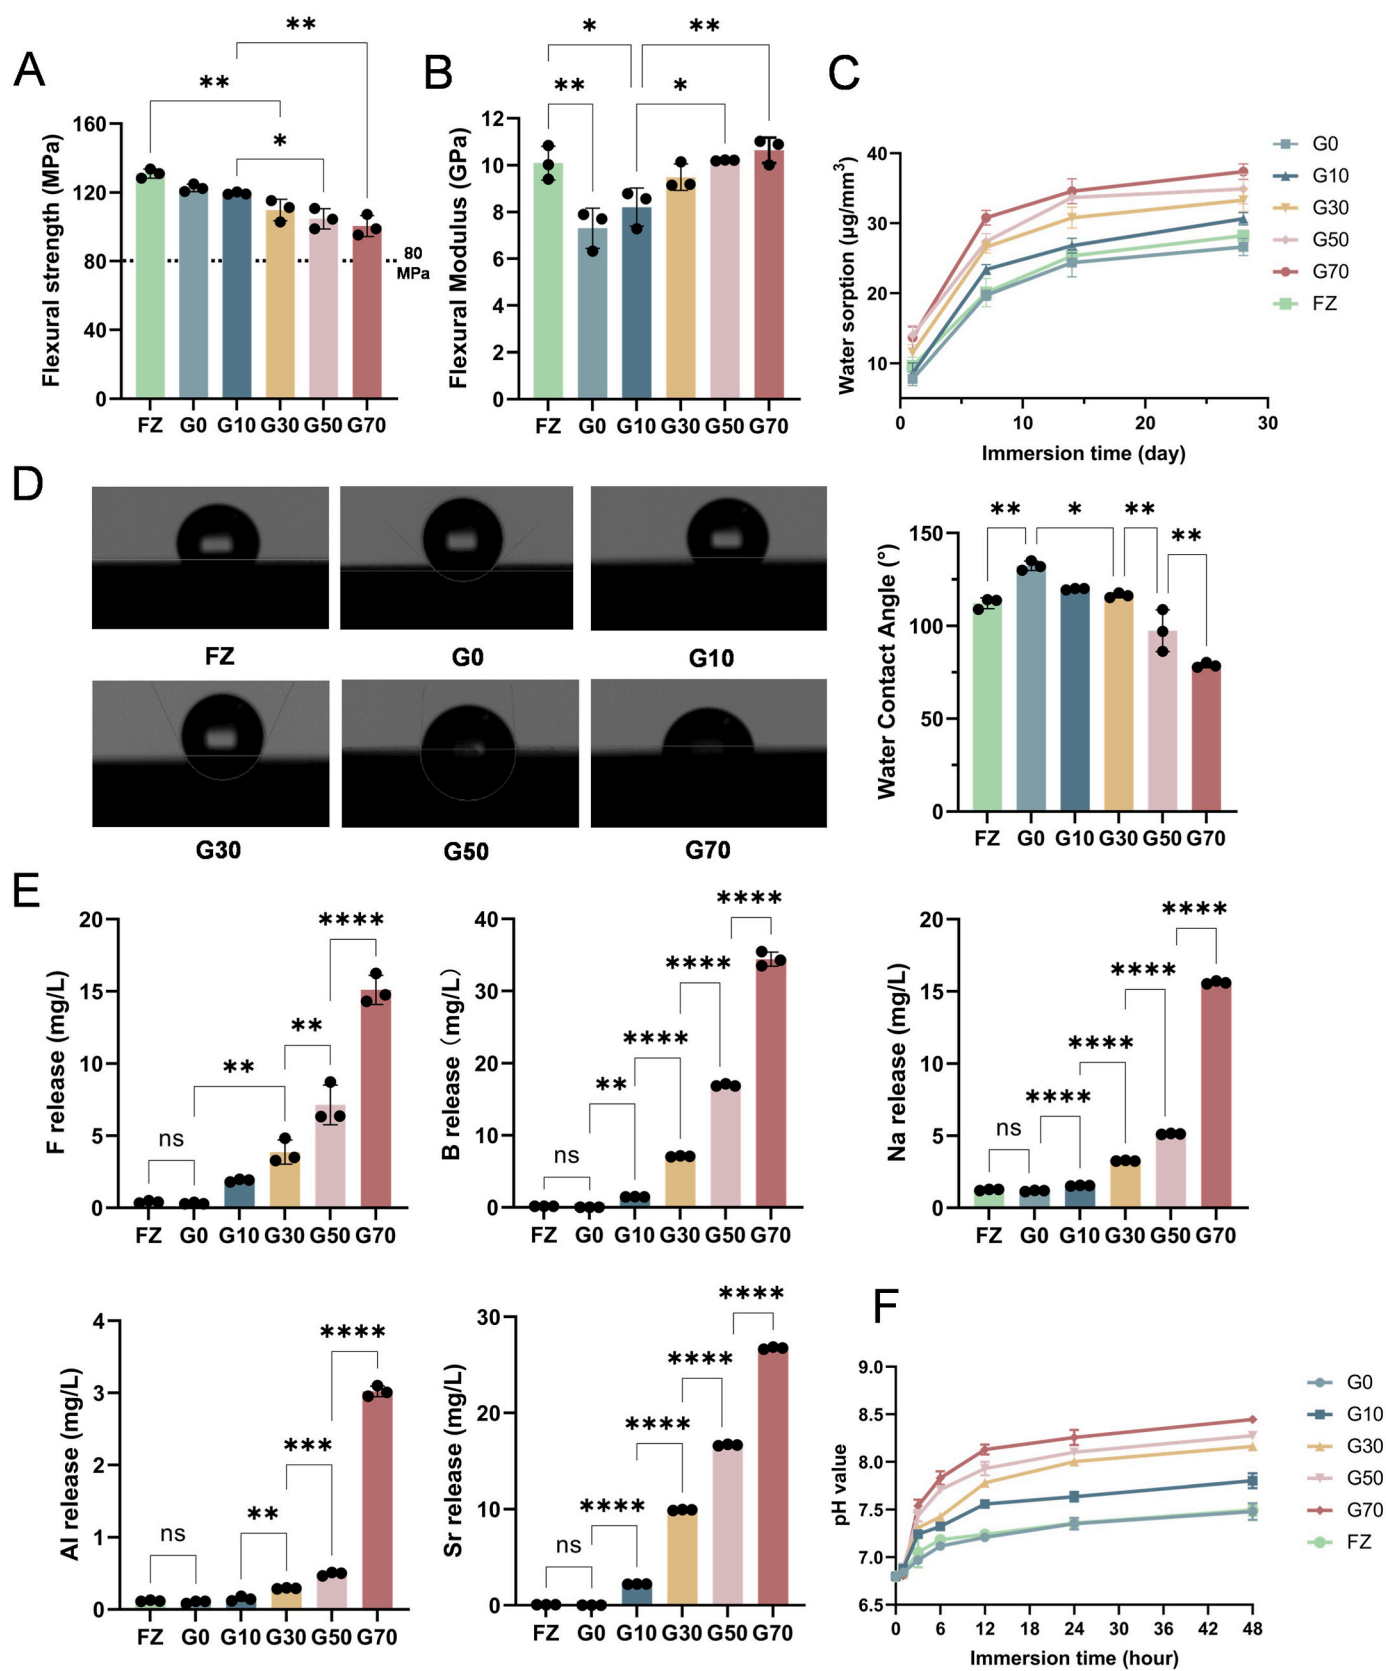 A
Flexural strength (MPa)
160
120
80
40
0
**
**
*
80
MPa
FZ G0 G10 G30 G50 G70
B
Flexural Modulus (GPa)
12
10
8
6
4
2
0
*
**
**
*
FZ G0 G10 G30 G50 G70
C
Water sorption (μg/mm³)
40
30
20
10
0 10 20 30
Immersion time (day)
G0
G10
G30
G50
G70
FZ
D
FZ
G0
G10
G30
G50
G70
Water Contact Angle (°)
150
100
50
0
** * **
**
FZ G0 G10 G30 G50 G70
E
F release (mg/L)
20
15
10
5
0
ns
**
**
****
FZ G0 G10 G30 G50 G70
B release（mg/L）
40
30
20
10
0
ns
**
****
****
****
FZ G0 G10 G30 G50 G70
Na release (mg/L)
20
15
10
5
0
ns
****
****
****
****
FZ G0 G10 G30 G50 G70
Al release (mg/L)
4
3
2
1
0
ns
**
***
****
FZ G0 G10 G30 G50 G70
Sr release (mg/L)
30
20
10
0
ns
****
****
****
****
FZ G0 G10 G30 G50 G70
F
pH value
9.0
8.5
8.0
7.5
7.0
6.5
0 6 12 18 24 30 36 42 48
Immersion time (hour)
G0
G10
G30
G50
G70
FZ